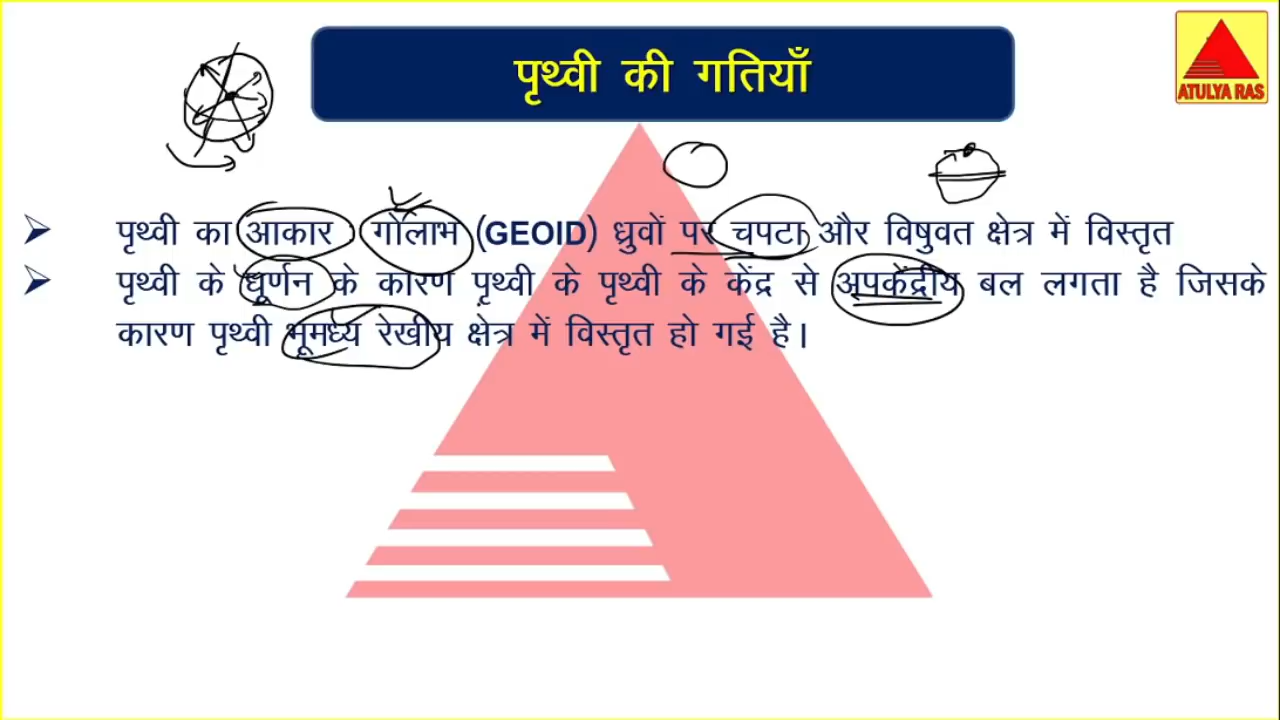 पृथ्वी की गतियाँ
ATULYA RAS
पृथ्वी का आकार गोलाभ (GEOID) ध्रुवों पर चपटा और विषुवत क्षेत्र में विस्तृत
पृथ्वी के घूर्णन के कारण पृथ्वी के पृथ्वी के केंद्र से अपकेंद्रीय बल लगता है जिसके
कारण पृथ्वी भूमध्य रेखीय क्षेत्र में विस्तृत हो गई है।